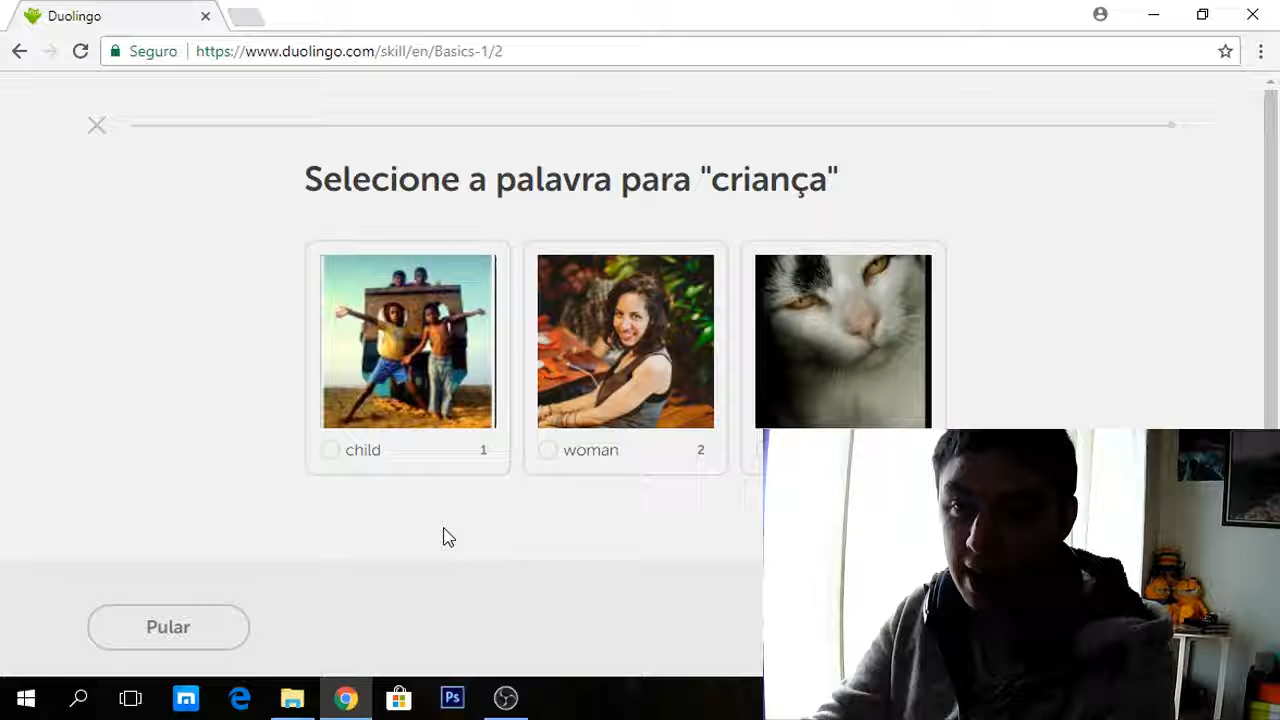 Duolingo
Seguro
https://www.duolingo.com/skill/en/Basics-1/2
Selecione a palavra para "criança"
child 1
woman 2
Pular
Ps